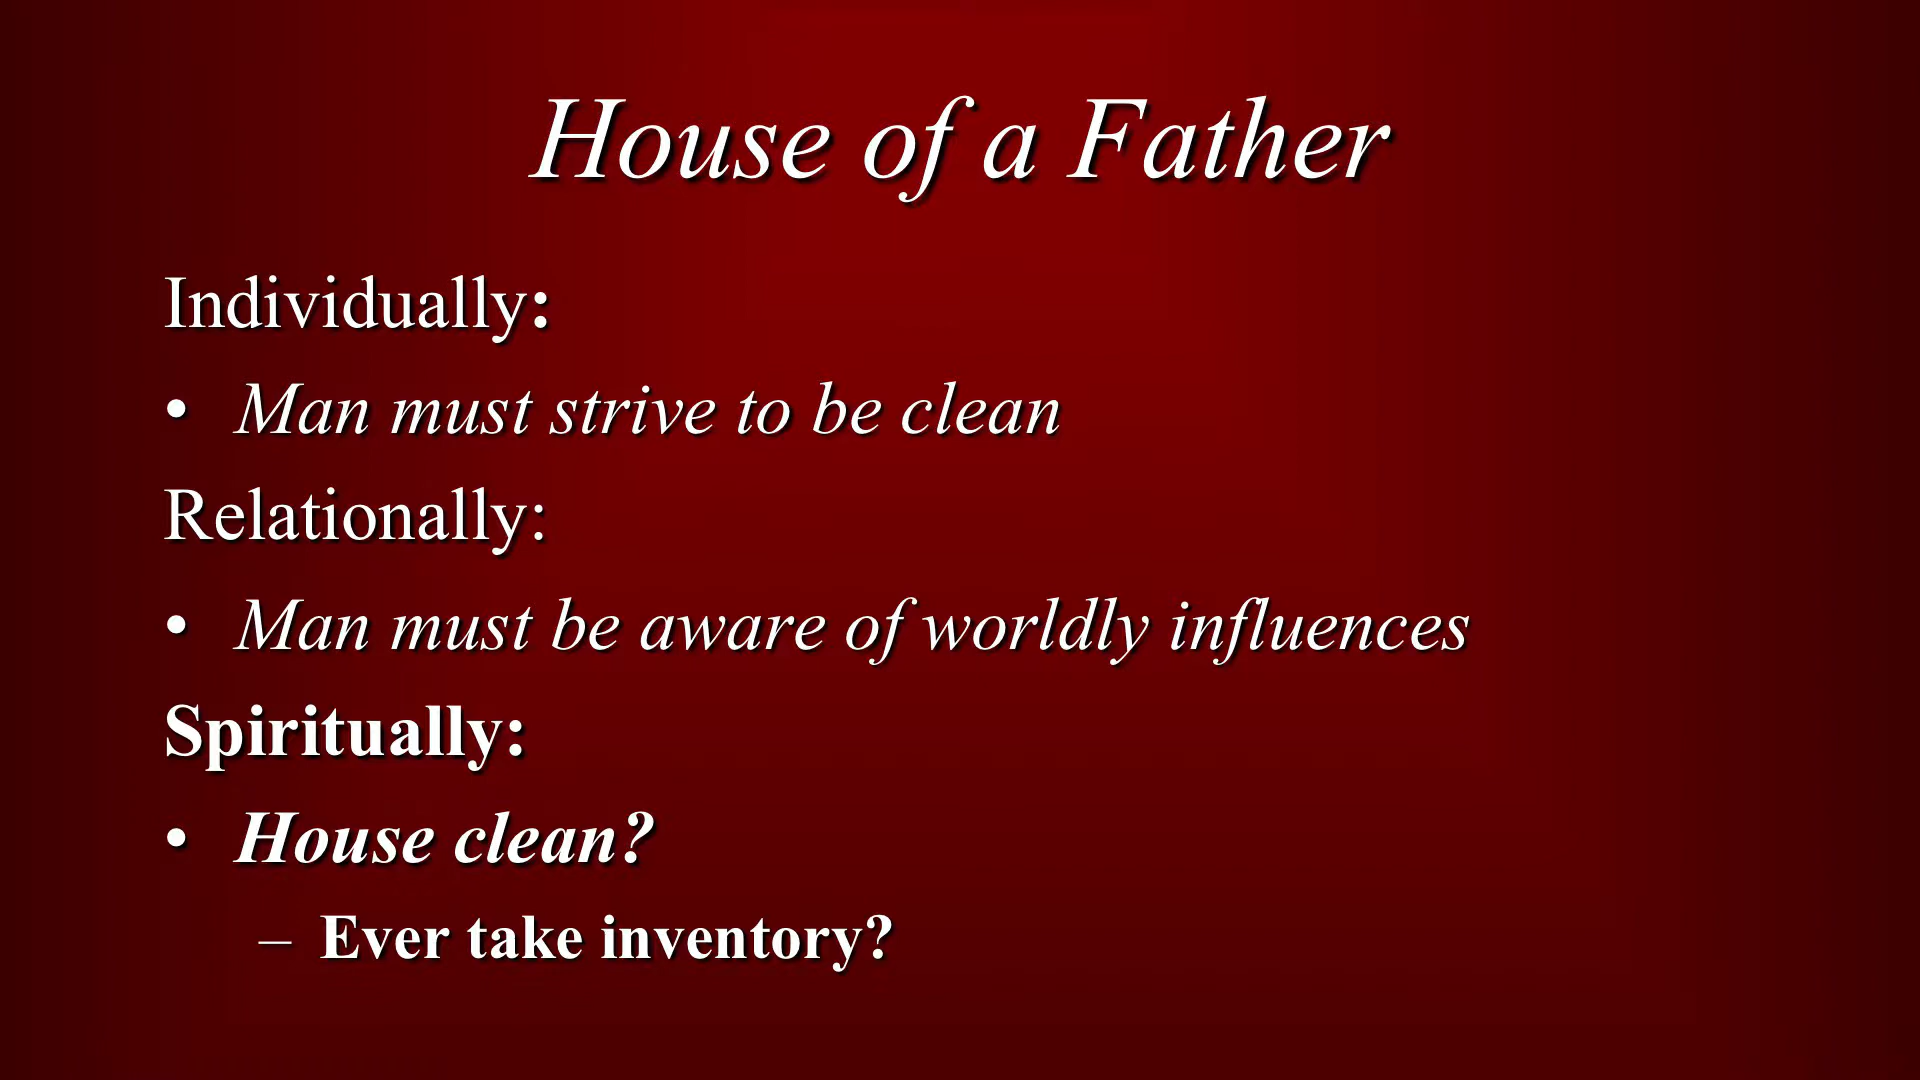 House of a Father
Individually:
• Man must strive to be clean
Relationally:
• Man must be aware of worldly influences
Spiritually:
• House clean?
– Ever take inventory?